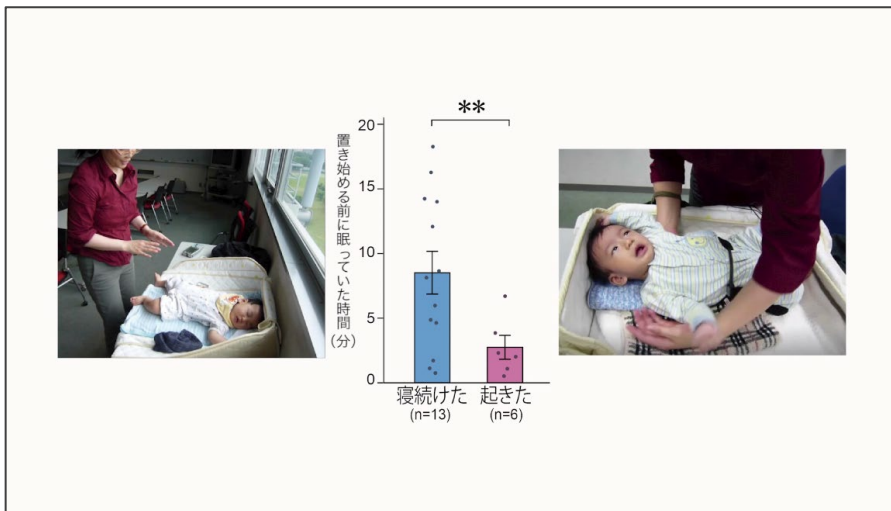 **
置き始める前に眠っていた時間
(分)
20
15
10
5
0
寝続けた
起きた
(n=13)
(n=6)